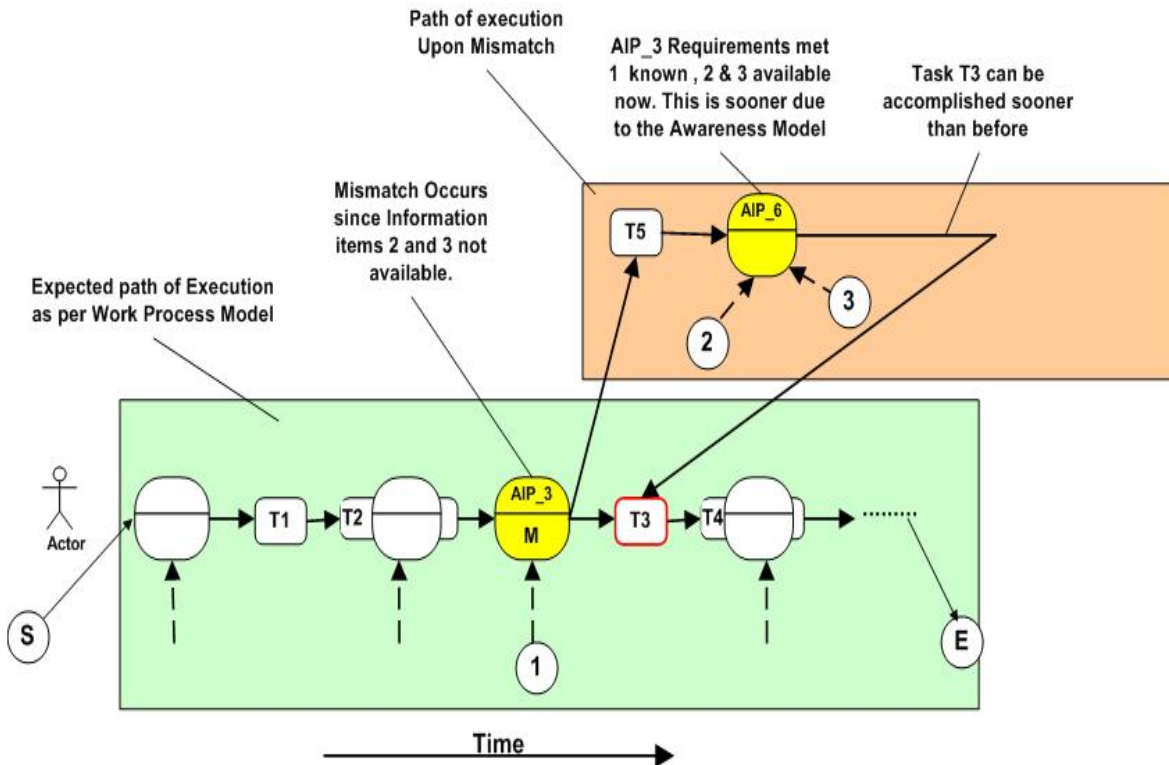 Path of execution
Upon Mismatch
AIP_3 Requirements met
1 known , 2 & 3 available
now. This is sooner due
to the Awareness Model
Task T3 can be
accomplished sooner
than before
Mismatch Occurs
since Information
items 2 and 3 not
available.
Expected path of Execution
as per Work Process Model
T5
AIP_6
2
3
Actor
S
T1
T2
AIP_3
M
T3
T4
1
E
Time